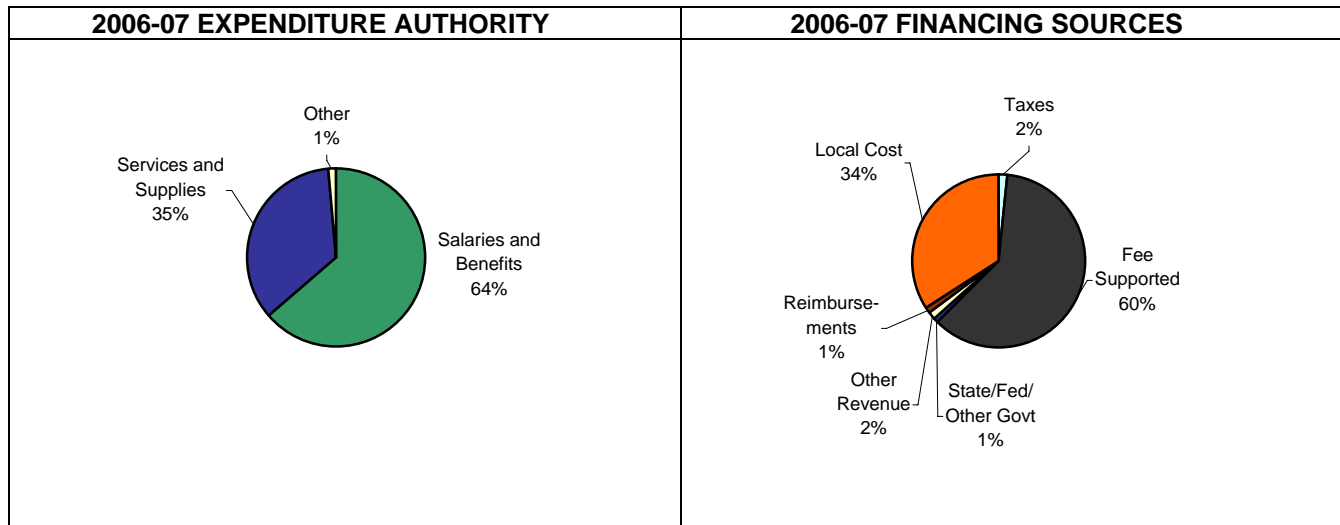 2006-07 EXPENDITURE AUTHORITY
Other
1%
Services and
Supplies
35%
Salaries and
Benefits
64%
2006-07 FINANCING SOURCES
Taxes
2%
Local Cost
34%
Fee
Supported
60%
Reimburse-
ments
1%
Other
Revenue
2%
State/Fed/
Other Govt
1%